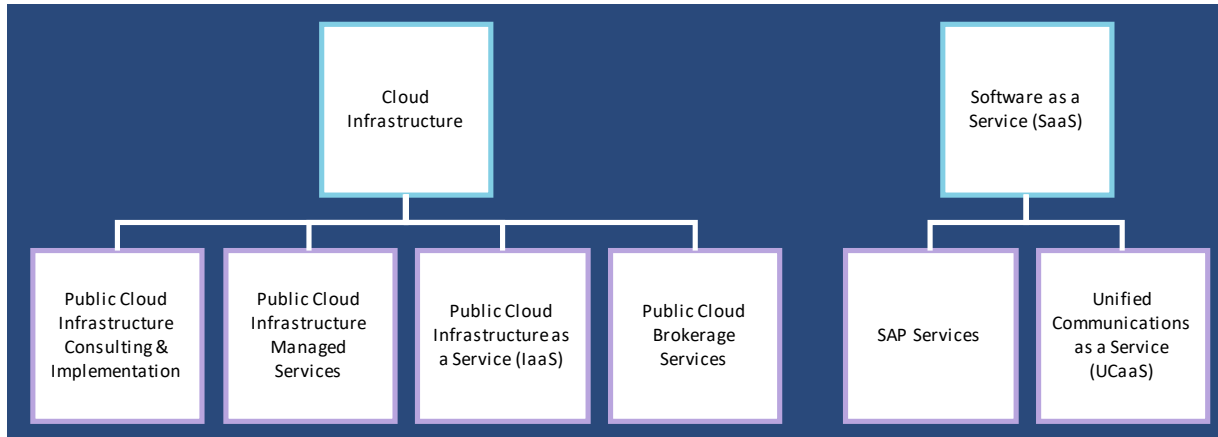 Cloud
Infrastructure
Software as a
Service (SaaS)
Public Cloud
Infrastructure
Consulting &
Implementation
Public Cloud
Infrastructure
Managed
Services
Public Cloud
Infrastructure as
a Service (IaaS)
Public Cloud
Brokerage
Services
SAP Services
Unified
Communications
as a Service
(UCaaS)